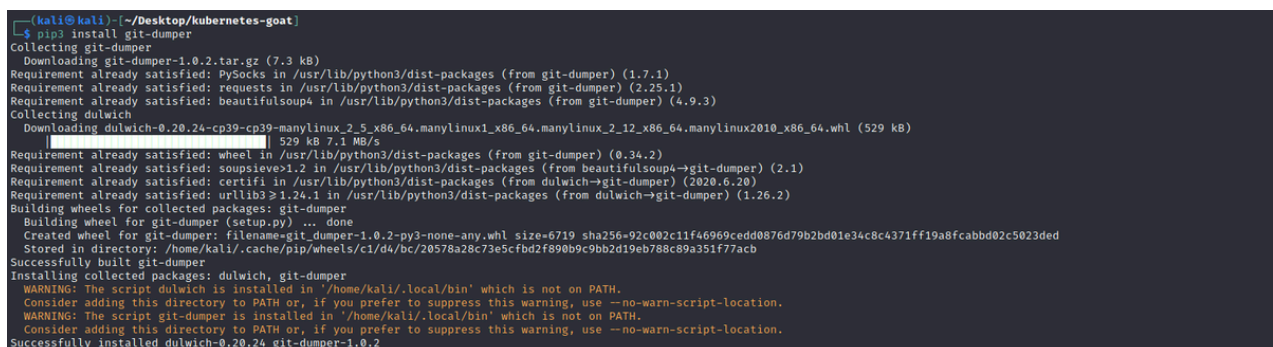 ┌──(kali㉿kali)-[~/Desktop/kubernetes-goat]
└─$ pip3 install git-dumper
Collecting git-dumper
  Downloading git-dumper-1.0.2.tar.gz (7.3 kB)
Requirement already satisfied: PySocks in /usr/lib/python3/dist-packages (from git-dumper) (1.7.1)
Requirement already satisfied: requests in /usr/lib/python3/dist-packages (from git-dumper) (2.25.1)
Requirement already satisfied: beautifulsoup4 in /usr/lib/python3/dist-packages (from git-dumper) (4.9.3)
Collecting dulwich
  Downloading dulwich-0.20.24-cp39-cp39-manylinux_2_5_x86_64.manylinux1_x86_64.manylinux_2_12_x86_64.manylinux2010_x86_64.whl (529 kB)
     |████████████████████████████████| 529 kB 7.1 MB/s
Requirement already satisfied: wheel in /usr/lib/python3/dist-packages (from git-dumper) (0.34.2)
Requirement already satisfied: soupsieve>1.2 in /usr/lib/python3/dist-packages (from beautifulsoup4→git-dumper) (2.1)
Requirement already satisfied: certifi in /usr/lib/python3/dist-packages (from dulwich→git-dumper) (2020.6.20)
Requirement already satisfied: urllib3≥1.24.1 in /usr/lib/python3/dist-packages (from dulwich→git-dumper) (1.26.2)
Building wheels for collected packages: git-dumper
  Building wheel for git-dumper (setup.py) ... done
  Created wheel for git-dumper: filename=git_dumper-1.0.2-py3-none-any.whl size=6719 sha256=92c002c11f46969cedd0876d79b2bd01e34c8c4371ff19a8fcabbd02c5023ded
  Stored in directory: /home/kali/.cache/pip/wheels/c1/d4/bc/20578a28c73e5cfbd2f890b9c9bb2d19eb788c89a351f77acb
Successfully built git-dumper
Installing collected packages: dulwich, git-dumper
  WARNING: The script dulwich is installed in '/home/kali/.local/bin' which is not on PATH.
  Consider adding this directory to PATH or, if you prefer to suppress this warning, use --no-warn-script-location.
  WARNING: The script git-dumper is installed in '/home/kali/.local/bin' which is not on PATH.
  Consider adding this directory to PATH or, if you prefer to suppress this warning, use --no-warn-script-location.
Successfully installed dulwich-0.20.24 git-dumper-1.0.2